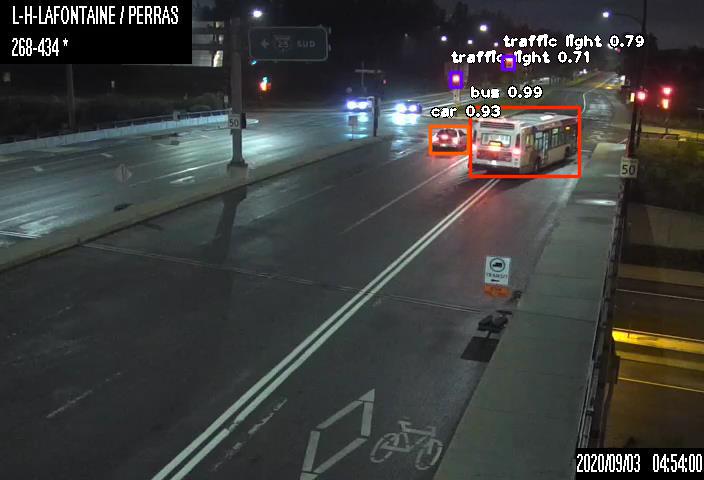 L-H-LAFONTAINE / PERRAS
268-434 *
traffic light 0.79
traffic light 0.71
bus 0.99
car 0.93
25 SUD
50
50
TRANSIT
2020/09/03 04:54:00